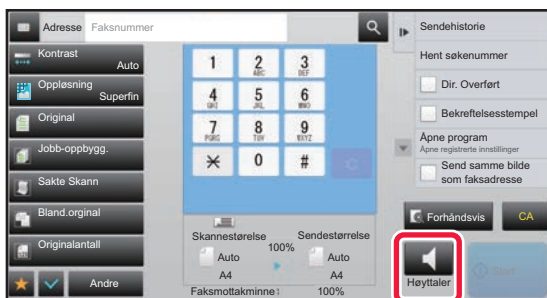 Adresse Faksnummer
Kontrast
Auto
Oppløsning
Superfin
Original
Jobb-oppbygg.
Sakte Skann
Bland.orginal
Originalantall
Andre
1 2 3
ABC DEF
4 5 6
GHI JKL MNO
7 8 9
PQRS TUV WXYZ
0 #
Skannestørelse
100%
Sendestørrelse
Auto
A4
Auto
A4
Faksmottakminne: 100%
Sendehistorie
Hent søkenummer
Dir. Overført
Bekreftelsesstempel
Åpne program
Åpne registrerte innstillinger
Send samme bilde
som faksadresse
Forhåndsvis
CA
Høyttaler
Start